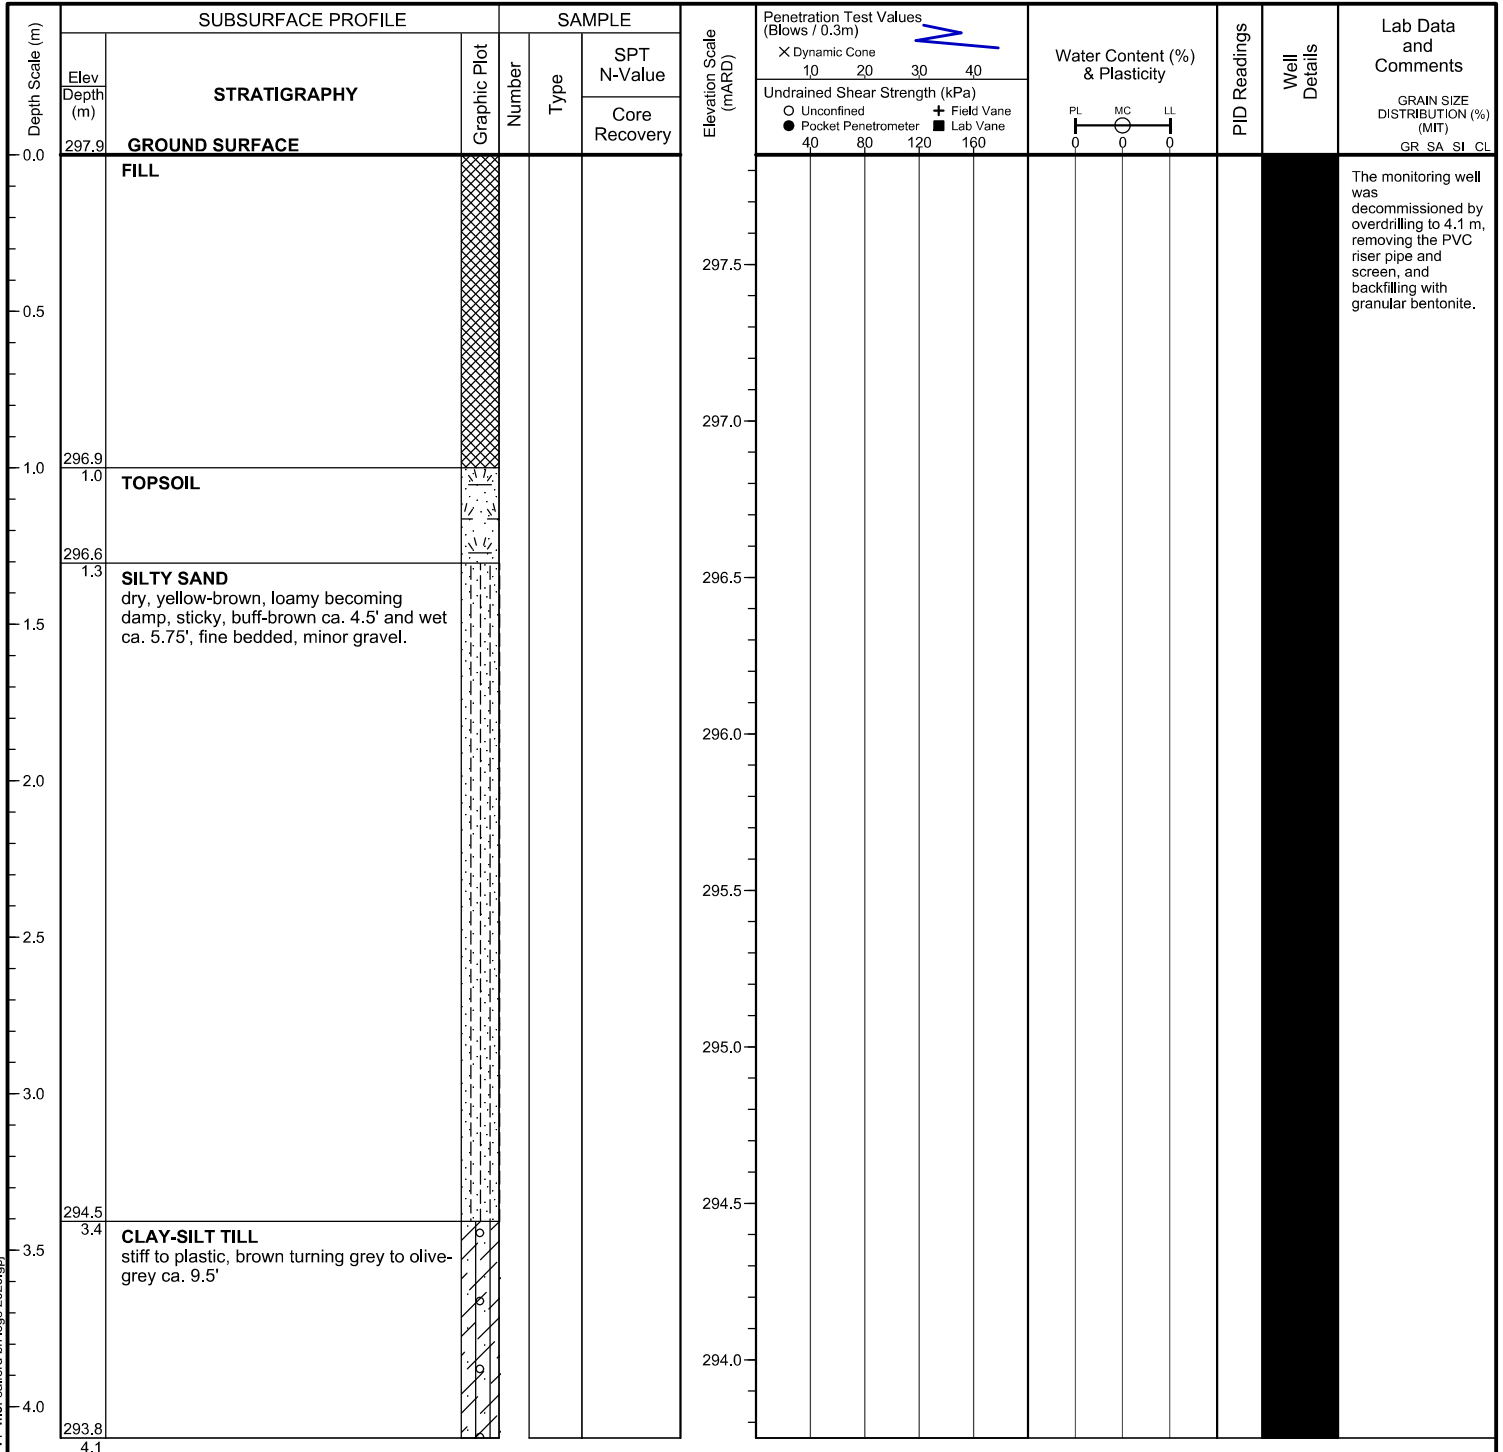 SUBSURFACE PROFILE
SAMPLE
Depth Scale (m)
Elev
Depth
(m)
STRATIGRAPHY
Graphic Plot
Number
Type
SPT
N-Value
Core
Recovery
Elevation Scale
(mARD)
Penetration Test Values
(Blows / 0.3m)
Dynamic Cone
10 20 30 40
Undrained Shear Strength (kPa)
Unconfined
Field Vane
Pocket Penetrometer
Lab Vane
40 80 120 160
Water Content (%)
& Plasticity
PL MC LL
0 0 0
PID Readings
Well
Details
Lab Data
and
Comments
GRAIN SIZE
DISTRIBUTION (%)
(MIT)
GR SA SI CL
297.9
GROUND SURFACE
0.0
0.5
1.0
1.5
2.0
2.5
3.0
3.5
4.0
FILL
296.9
1.0
TOPSOIL
296.6
1.3
SILTY SAND
dry, yellow-brown, loamy becoming
damp, sticky, buff-brown ca. 4.5' and wet
ca. 5.75', fine bedded, minor gravel.
294.5
3.4
CLAY-SILT TILL
stiff to plastic, brown turning grey to olive-
grey ca. 9.5'
293.8
4.1
297.5
297.0
296.5
296.0
295.5
295.0
294.5
294.0
The monitoring well
was
decommissioned by
overdrilling to 4.1 m,
removing the PVC
riser pipe and
screen, and
backfilling with
granular bentonite.